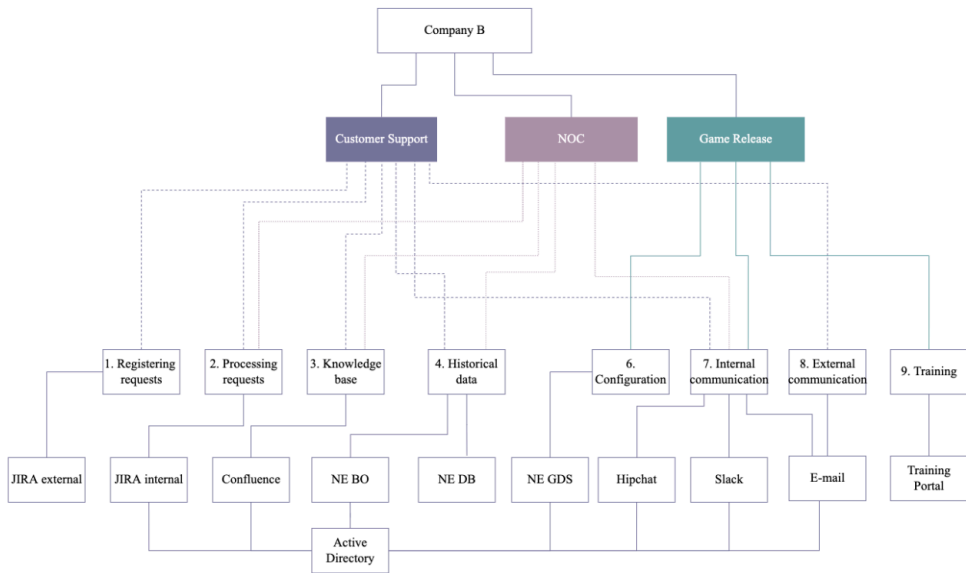 Company B
Customer Support
NOC
Game Release
1. Registering
requests
2. Processing
requests
3. Knowledge
base
4. Historical
data
6.
Configuration
7. Internal
communication
8. External
communication
9. Training
JIRA external
JIRA internal
Confluence
NE BO
NE DB
NE GDS
Hipchat
Slack
E-mail
Training
Portal
Active
Directory